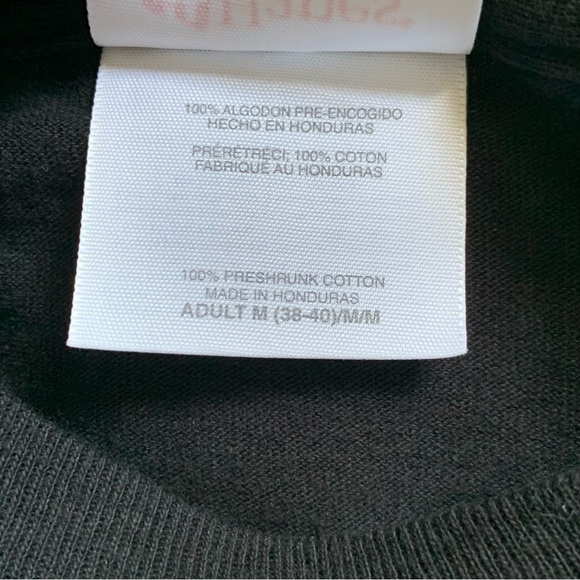 Hanes
100% ALGODON PRE-ENCOGIDO
HECHO EN HONDURAS
PRÉRÉTRÉCI; 100% COTON
FABRIQUÉ AU HONDURAS
100% PRESHRUNK COTTON
MADE IN HONDURAS
ADULT M (38-40)/M/M